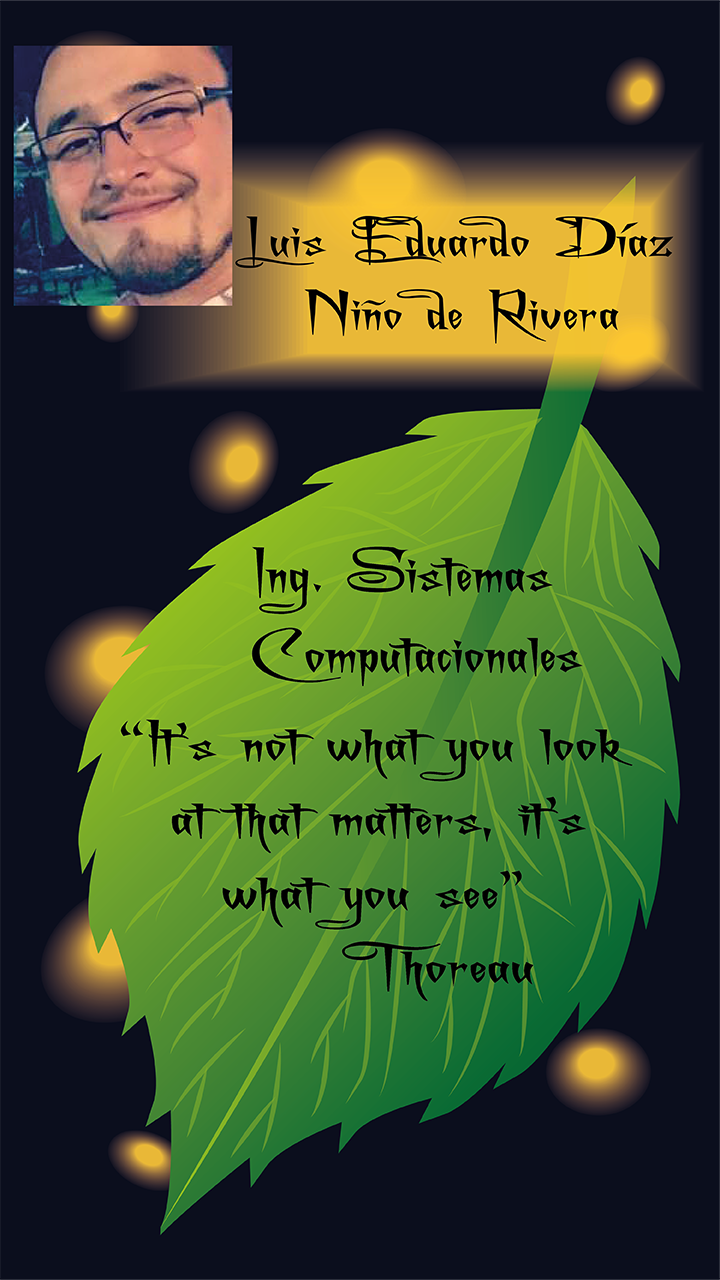 Luis Eduardo Díaz
Niño de Rivera
Ing. Sistemas
Computacionales
“It’s not what you look
at that matters, it’s
what you see”
Thoreau